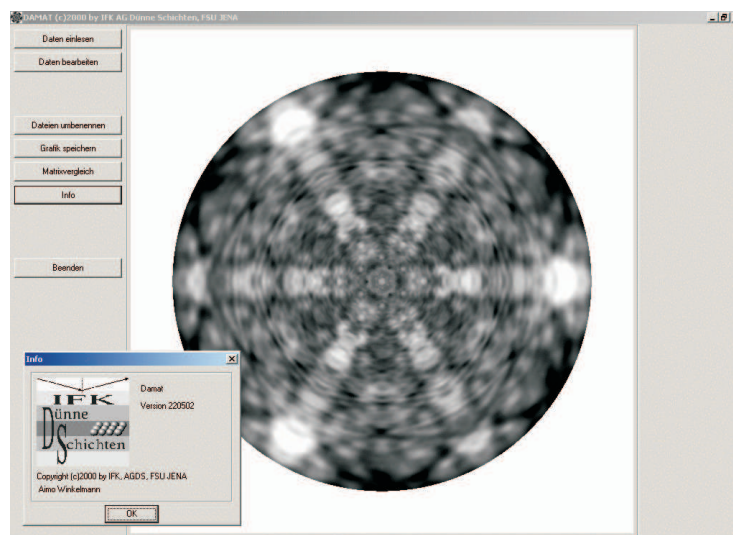 DAMAT (c)2000 by IFK AG Dünne Schichten, FSU JENA
Daten einlesen
Daten bearbeiten
Dateien umbenennen
Grafik speichern
Matrixvergleich
Info
Beenden
Info
IFK
Dünne
Schichten
Damat
Version 220502
Copyright (c)2000 by IFK, AGDS, FSU JENA
Aimo Winkelmann
OK